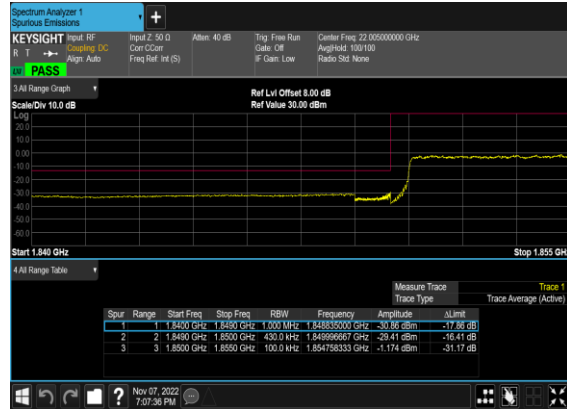 Spectrum Analyzer 1
Spurious Emissions
+
KEYSIGHT Input: RF Input Z: 50 Ω Atten: 40 dB Trig: Free Run Center Freq: 22.005000000 GHz
R T Coupling: DC Corr CCorr Gate: Off Avg|Hold: 100/100
Align: Auto Freq Ref: Int (S) IF Gain: Low Radio Std: None
PASS
3 All Range Graph
Ref Lvl Offset 8.00 dB
Scale/Div 10.0 dB Ref Value 30.00 dBm
Log
20.0
10.0
0.00
-10.0
-20.0
-30.0
-40.0
-50.0
-60.0
Start 1.840 GHz Stop 1.855 GH
4 All Range Table
Measure Trace Trace 1
Trace Type Trace Average (Active)
Spur Range Start Freq Stop Freq RBW Frequency Amplitude ΔLimit
1 1 1.8400 GHz 1.8490 GHz 1.000 MHz 1.848835000 GHz -30.86 dBm -17.86 dB
2 2 1.8490 GHz 1.8500 GHz 430.0 kHz 1.849996667 GHz -29.41 dBm -16.41 dB
3 3 1.8500 GHz 1.8550 GHz 100.0 kHz 1.854758333 GHz -1.174 dBm -31.17 dB
? Nov 07, 2022
7:07:36 PM